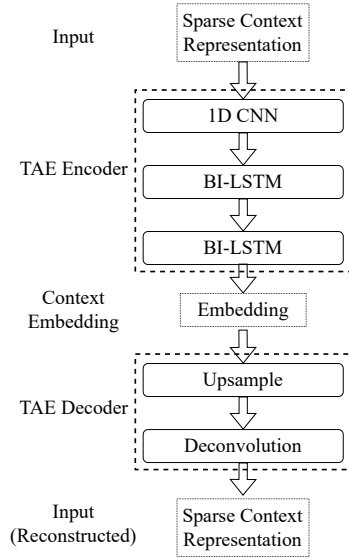 Input
Sparse Context
Representation
1D CNN
TAE Encoder
BI-LSTM
BI-LSTM
Context
Embedding
Embedding
Upsample
TAE Decoder
Deconvolution
Input
(Reconstructed)
Sparse Context
Representation